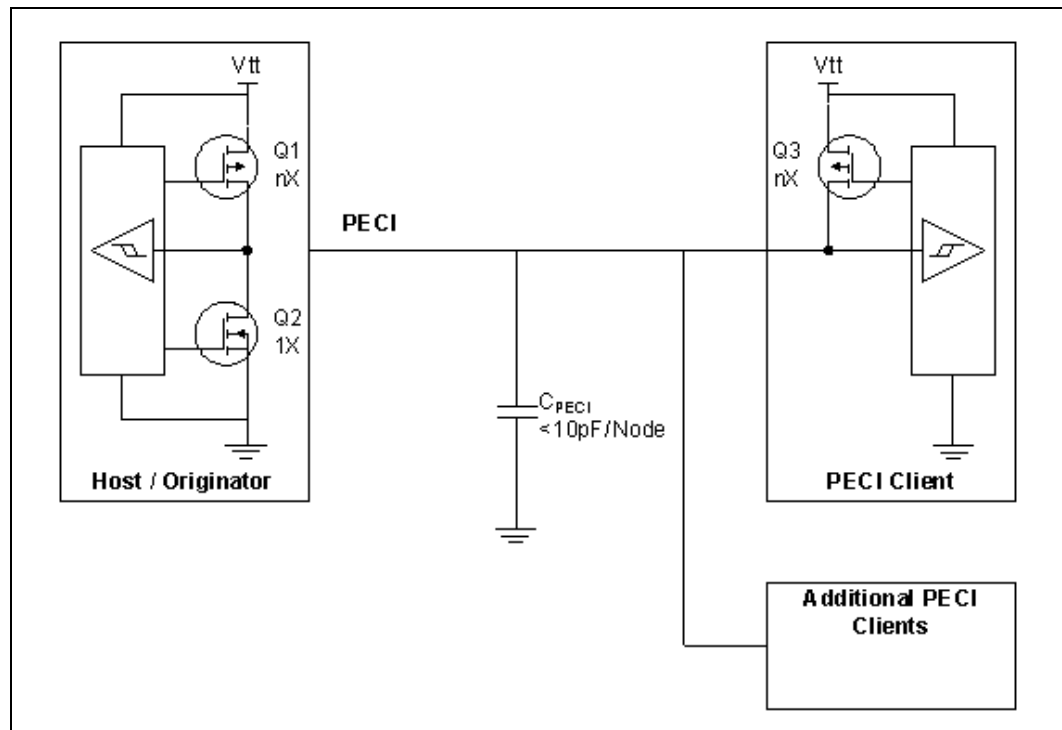 Vtt
Q1
nX
Q2
1X
Host / Originator
PECI
CPECI
<10pF/Node
Vtt
Q3
nX
PECI Client
Additional PECI
Clients